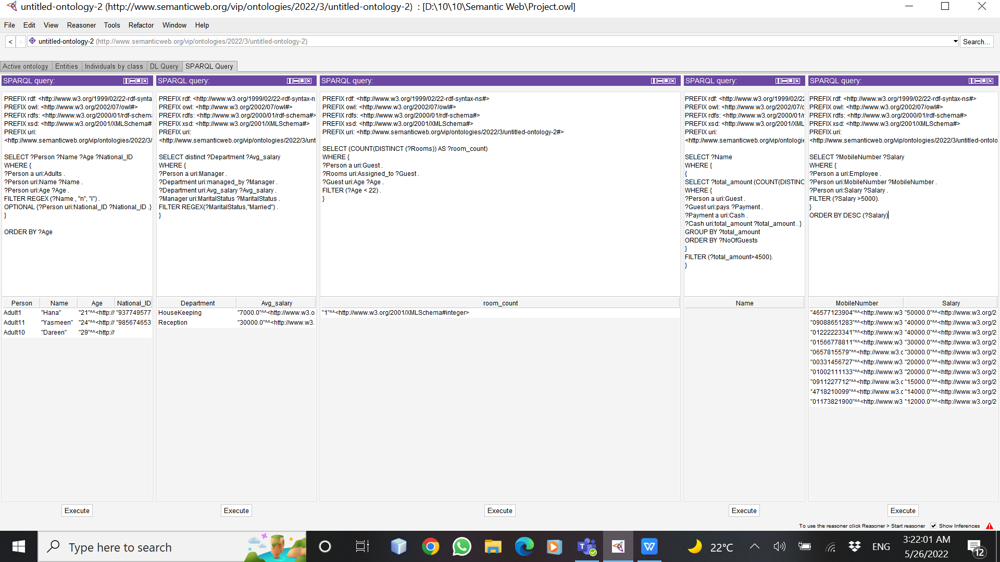 untitled-ontology-2 (http://www.semanticweb.org/vip/ontologies/2022/3/untitled-ontology-2) : [D:\10\10\Semantic Web\Project.owl]
File Edit View Reasoner Tools Refactor Window Help
< > untitled-ontology-2 (http://www.semanticweb.org/vip/ontologies/2022/3/untitled-ontology-2) Search...
Active ontology Entities Individuals by class DL Query SPARQL Query
SPARQL query:
PREFIX rdf: <http://www.w3.org/1999/02/22-rdf-synta
PREFIX owl: <http://www.w3.org/2002/07/owl#>
PREFIX rdfs: <http://www.w3.org/2000/01/rdf-schema
PREFIX xsd: <http://www.w3.org/2001/XMLSchema#
PREFIX uri:
<http://www.semanticweb.org/vip/ontologies/2022/3/
SELECT ?Person ?Name ?Age ?National_ID
WHERE {
?Person a uri:Adults .
?Person uri:Name ?Name .
?Person uri:Age ?Age .
FILTER REGEX (?Name , "n", "i") .
OPTIONAL {?Person uri:National_ID ?National_ID .}
}
ORDER BY ?Age
Person Name Age National_ID
Adult1 "Hana" "21"^^<http:// "937749577
Adult11 "Yasmeen" "24"^^<http:// "985674653
Adult10 "Dareen" "29"^^<http://
Execute
SPARQL query:
PREFIX rdf: <http://www.w3.org/1999/02/22-rdf-syntax-n
PREFIX owl: <http://www.w3.org/2002/07/owl#>
PREFIX rdfs: <http://www.w3.org/2000/01/rdf-schema#>
PREFIX xsd: <http://www.w3.org/2001/XMLSchema#>
PREFIX uri:
<http://www.semanticweb.org/vip/ontologies/2022/3/unt
SELECT distinct ?Department ?Avg_salary
WHERE {
?Person a uri:Manager .
?Department uri:managed_by ?Manager .
?Department uri:Avg_salary ?Avg_salary .
?Manager uri:MaritalStatus ?MaritalStatus .
FILTER REGEX(?MaritalStatus,"Married") .
}
Department Avg_salary
HouseKeeping "7000.0"^^<http://www.w3.o
Reception "30000.0"^^<http://www.w3.
Execute
SPARQL query:
PREFIX rdf: <http://www.w3.org/1999/02/22-rdf-syntax-ns#>
PREFIX owl: <http://www.w3.org/2002/07/owl#>
PREFIX rdfs: <http://www.w3.org/2000/01/rdf-schema#>
PREFIX xsd: <http://www.w3.org/2001/XMLSchema#>
PREFIX uri: <http://www.semanticweb.org/vip/ontologies/2022/3/untitled-ontology-2#>
SELECT (COUNT(DISTINCT (?Rooms)) AS ?room_count)
WHERE {
?Person a uri:Guest .
?Rooms uri:Assigned_to ?Guest .
?Guest uri:Age ?Age .
FILTER (?Age < 22) .
}
room_count
"1"^^<http://www.w3.org/2001/XMLSchema#integer>
Execute
SPARQL query:
PREFIX rdf: <http://www.w3.org/1999/02/22
PREFIX owl: <http://www.w3.org/2002/07/o
PREFIX rdfs: <http://www.w3.org/2000/01/r
PREFIX xsd: <http://www.w3.org/2001/XML
PREFIX uri:
<http://www.semanticweb.org/vip/ontologie
SELECT ?Name
WHERE {
{
SELECT ?total_amount (COUNT(DISTINC
WHERE {
?Person a uri:Guest .
?Guest uri:pays ?Payment .
?Payment a uri:Cash .
?Cash uri:total_amount ?total_amount . }
GROUP BY ?total_amount
ORDER BY ?NoOfGuests
}
FILTER (?total_amount>4500).
}
Name
Execute
SPARQL query:
PREFIX rdf: <http://www.w3.org/1999/02/22-rdf-syntax-ns#>
PREFIX owl: <http://www.w3.org/2002/07/owl#>
PREFIX rdfs: <http://www.w3.org/2000/01/rdf-schema#>
PREFIX xsd: <http://www.w3.org/2001/XMLSchema#>
PREFIX uri:
<http://www.semanticweb.org/vip/ontologies/2022/3/untitled-ontolo
SELECT ?MobileNumber ?Salary
WHERE {
?Person a uri:Employee .
?Person uri:MobileNumber ?MobileNumber .
?Person uri:Salary ?Salary .
FILTER (?Salary >5000).
}
ORDER BY DESC (?Salary)
MobileNumber Salary
"46577123904"^^<http://www.w3 "50000.0"^^<http://www.w3.org/2
"09088651283"^^<http://www.w3 "40000.0"^^<http://www.w3.org/2
"01222223341"^^<http://www.w3 "40000.0"^^<http://www.w3.org/2
"01566778811"^^<http://www.w3 "30000.0"^^<http://www.w3.org/2
"0657815579"^^<http://www.w3.c "30000.0"^^<http://www.w3.org/2
"00331456727"^^<http://www.w3 "20000.0"^^<http://www.w3.org/2
"01002111133"^^<http://www.w3 "20000.0"^^<http://www.w3.org/2
"0911227712"^^<http://www.w3.c "15000.0"^^<http://www.w3.org/2
"4718210099"^^<http://www.w3.c "14000.0"^^<http://www.w3.org/2
"01173821900"^^<http://www.w3 "12000.0"^^<http://www.w3.org/2
Execute
To use the reasoner click Reasoner > Start reasoner Show Inferences
Type here to search
22°C
ENG
3:22:01 AM
5/26/2022
12